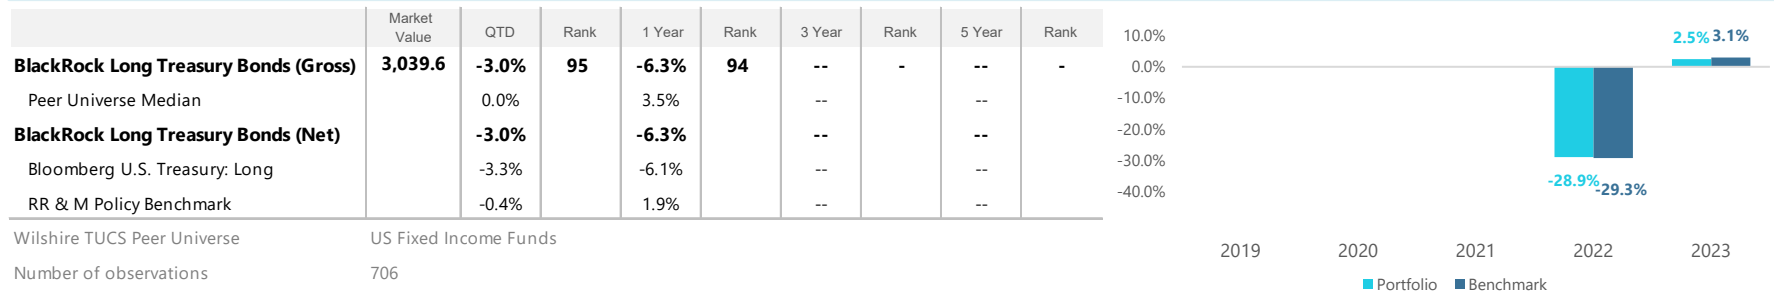 Market Value QTD Rank 1 Year Rank 3 Year Rank 5 Year Rank
BlackRock Long Treasury Bonds (Gross) 3,039.6 -3.0% 95 -6.3% 94 -- - -- -
Peer Universe Median 0.0% 3.5% -- --
BlackRock Long Treasury Bonds (Net) -3.0% -6.3% -- --
Bloomberg U.S. Treasury: Long -3.3% -6.1% -- --
RR & M Policy Benchmark -0.4% 1.9% -- --
Wilshire TUCS Peer Universe US Fixed Income Funds
Number of observations 706
10.0%
0.0%
-10.0%
-20.0%
-30.0%
-40.0%
2.5% 3.1%
-28.9% -29.3%
2019 2020 2021 2022 2023
Portfolio Benchmark